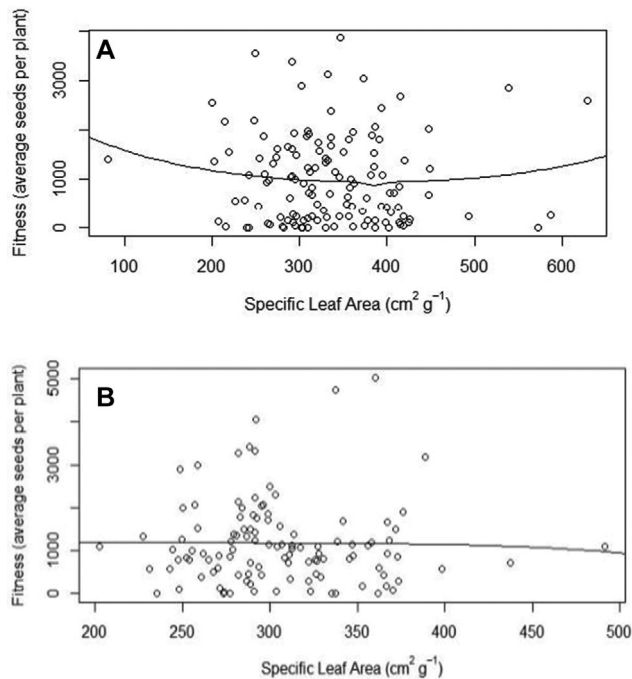 A
Fitness (average seeds per plant)
3000
1000
0
100 200 300 400 500 600
Specific Leaf Area (cm² g⁻¹)
B
Fitness (average seeds per plant)
5000
3000
1000
0
200 250 300 350 400 450 500
Specific Leaf Area (cm² g⁻¹)